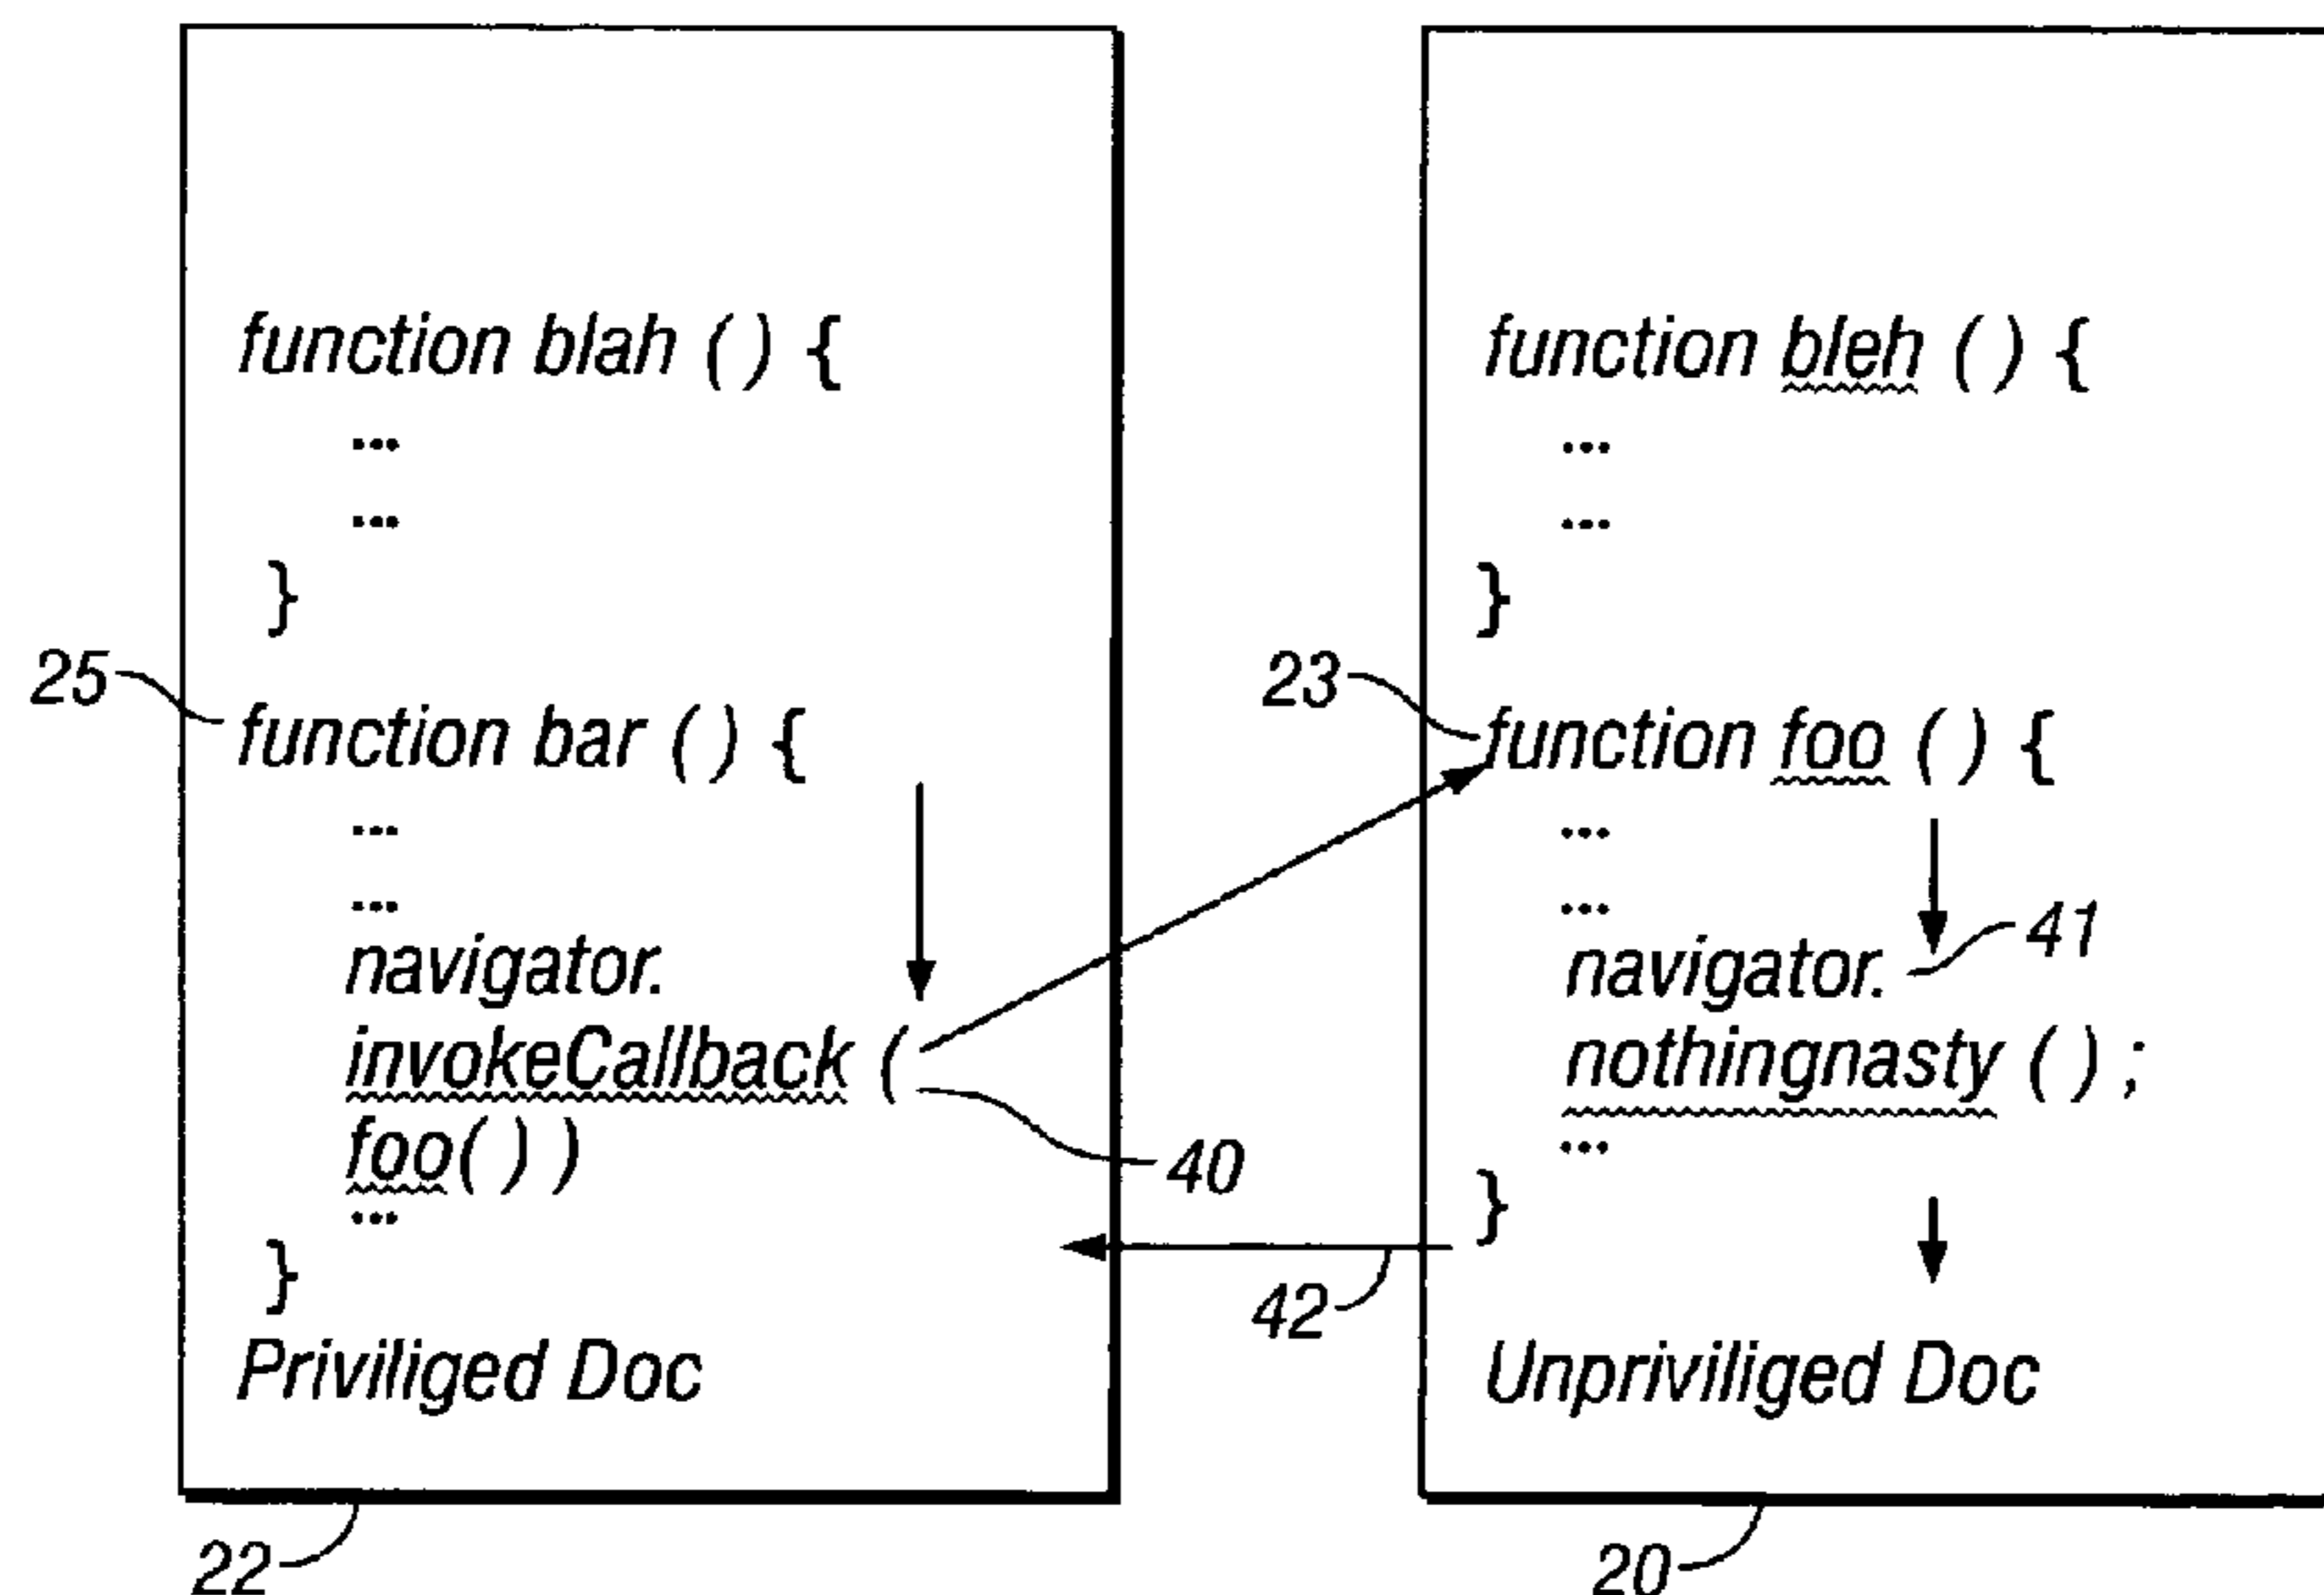 function blah ( ) {
...
...
}
25
function bar ( ) {
...
...
navigator.
invokeCallback (
foo( ) )
...
}
40
Priviliged Doc
22
function bleh ( ) {
...
...
}
23
function foo ( ) {
...
...
navigator.
41
nothingnasty ( ) ;
...
}
42
Unpriviliged Doc
20